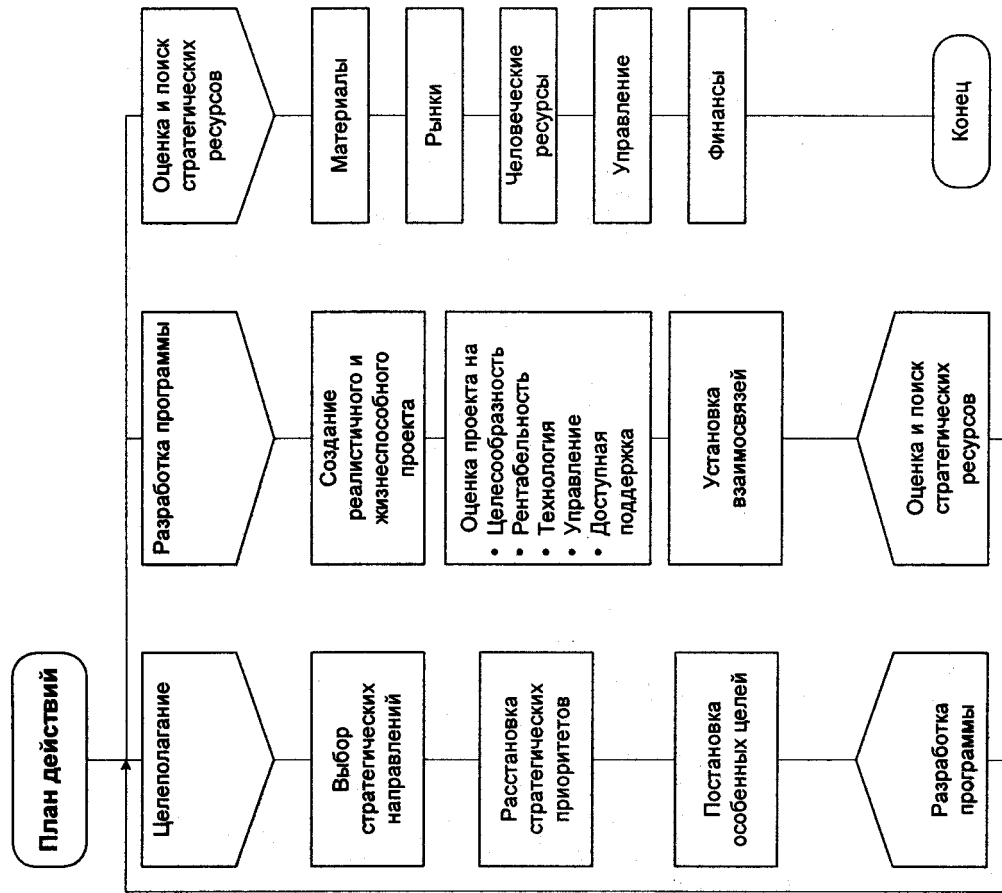 План действий
Целеполагание
Выбор
стратегических
направлений
Расстановка
стратегических
приоритетов
Постановка
особенных целей
Разработка
программы
Разработка программы
Создание
реалистичного и
жизнеспособного
проекта
Оценка проекта на
• Целесообразность
• Рентабельность
• Технология
• Управление
• Доступная
поддержка
Установка
взаимосвязей
Оценка и поиск
стратегических
ресурсов
Оценка и поиск
стратегических
ресурсов
Материалы
Рынки
Человеческие
ресурсы
Управление
Финансы
Конец